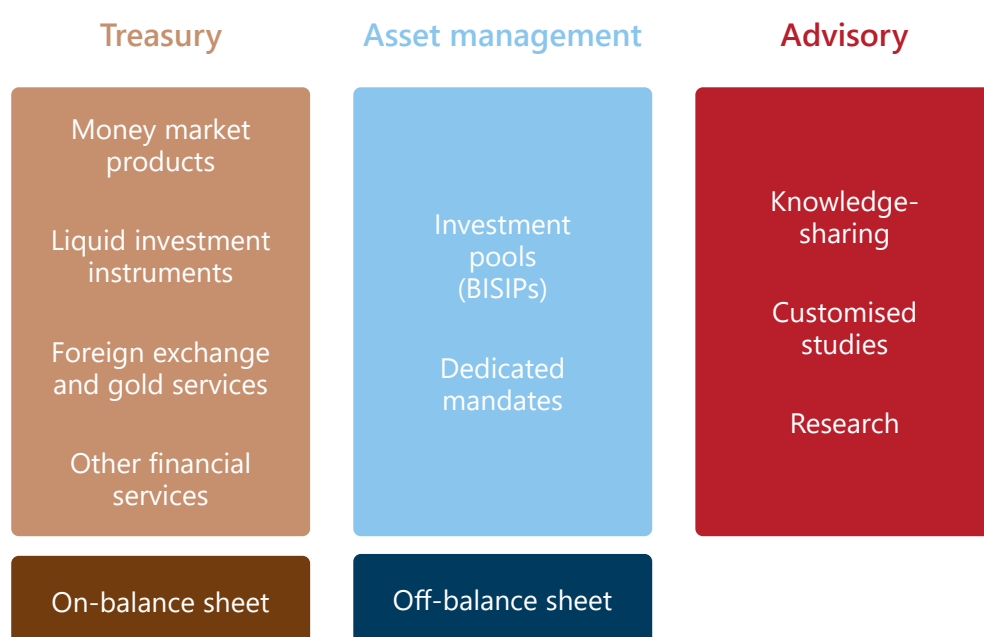 Treasury
Asset management
Advisory
Money market
products
Liquid investment
instruments
Foreign exchange
and gold services
Other financial
services
Investment
pools
(BISIPs)
Dedicated
mandates
Knowledge-
sharing
Customised
studies
Research
On-balance sheet
Off-balance sheet